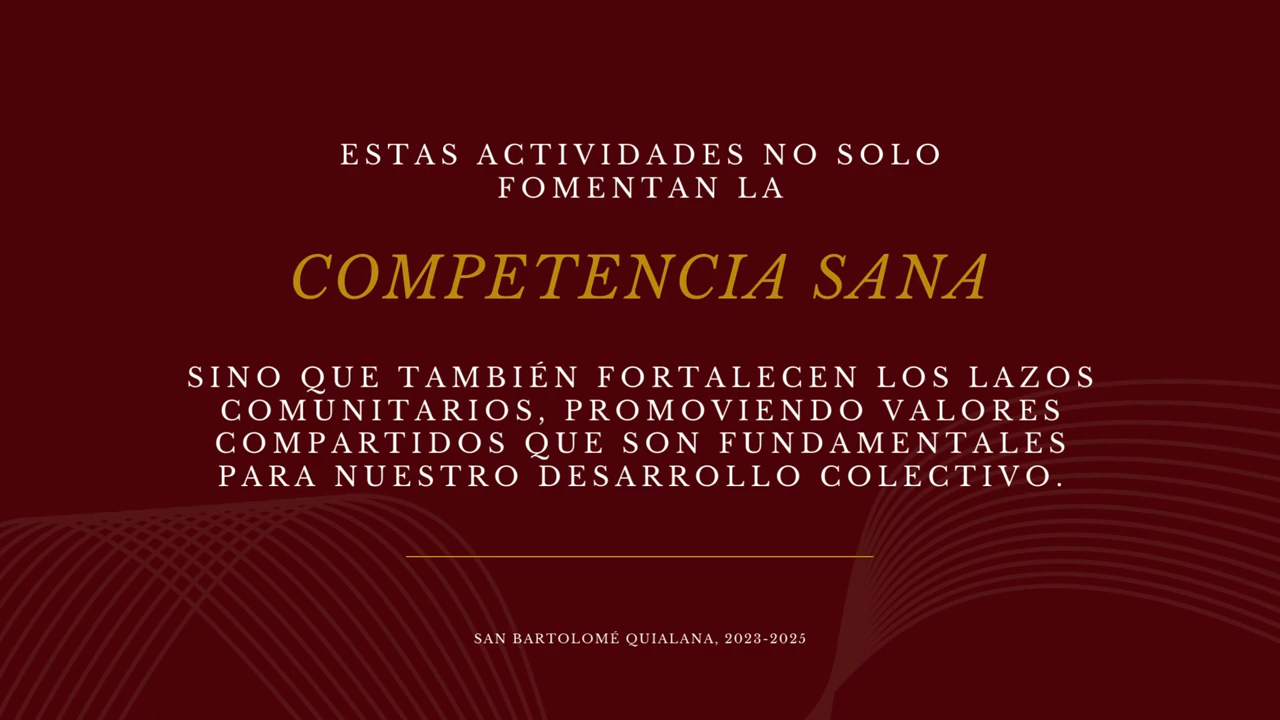 ESTAS ACTIVIDADES NO SOLO
FOMENTAN LA
COMPETENCIA SANA
SINO QUE TAMBIÉN FORTALECEN LOS LAZOS
COMUNITARIOS, PROMOVIENDO VALORES
COMPARTIDOS QUE SON FUNDAMENTALES
PARA NUESTRO DESARROLLO COLECTIVO.
SAN BARTOLOMÉ QUIALANA, 2023-2025